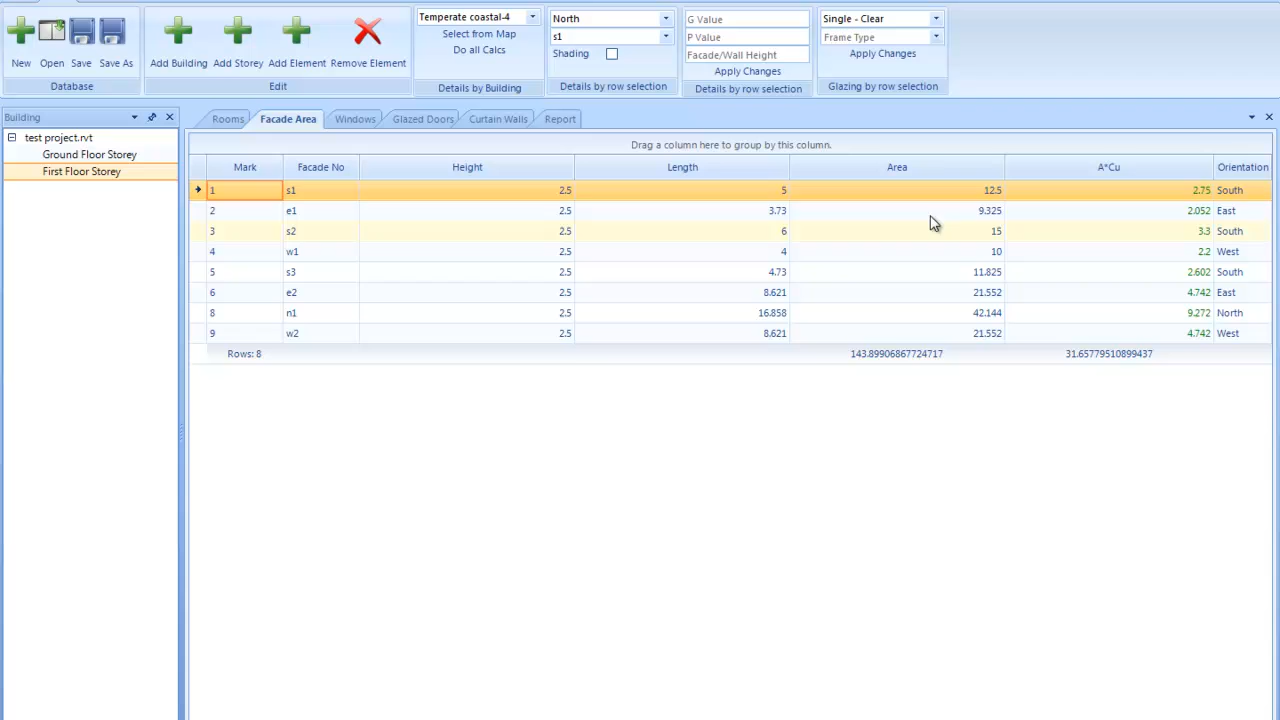 Temperate coastal-4
North
G Value
Single - Clear
Select from Map
s1
P Value
Frame Type
Do all Calcs
Shading
Facade/Wall Height
Apply Changes
New Open Save Save As
Add Building Add Storey Add Element Remove Element
Apply Changes
Database
Edit
Details by Building
Details by row selection
Details by row selection
Glazing by row selection
Building
Rooms Facade Area Windows Glazed Doors Curtain Walls Report
test project.rvt
Ground Floor Storey
First Floor Storey
Drag a column here to group by this column.
Mark Facade No Height Length Area A*Cu Orientation
1 s1 2.5 5 12.5 2.75 South
2 e1 2.5 3.73 9.325 2.052 East
3 s2 2.5 6 15 3.3 South
4 w1 2.5 4 10 2.2 West
5 s3 2.5 4.73 11.825 2.602 South
6 e2 2.5 8.621 21.552 4.742 East
8 n1 2.5 16.858 42.144 9.272 North
9 w2 2.5 8.621 21.552 4.742 West
Rows: 8 143.89906867724717 31.65779510899437